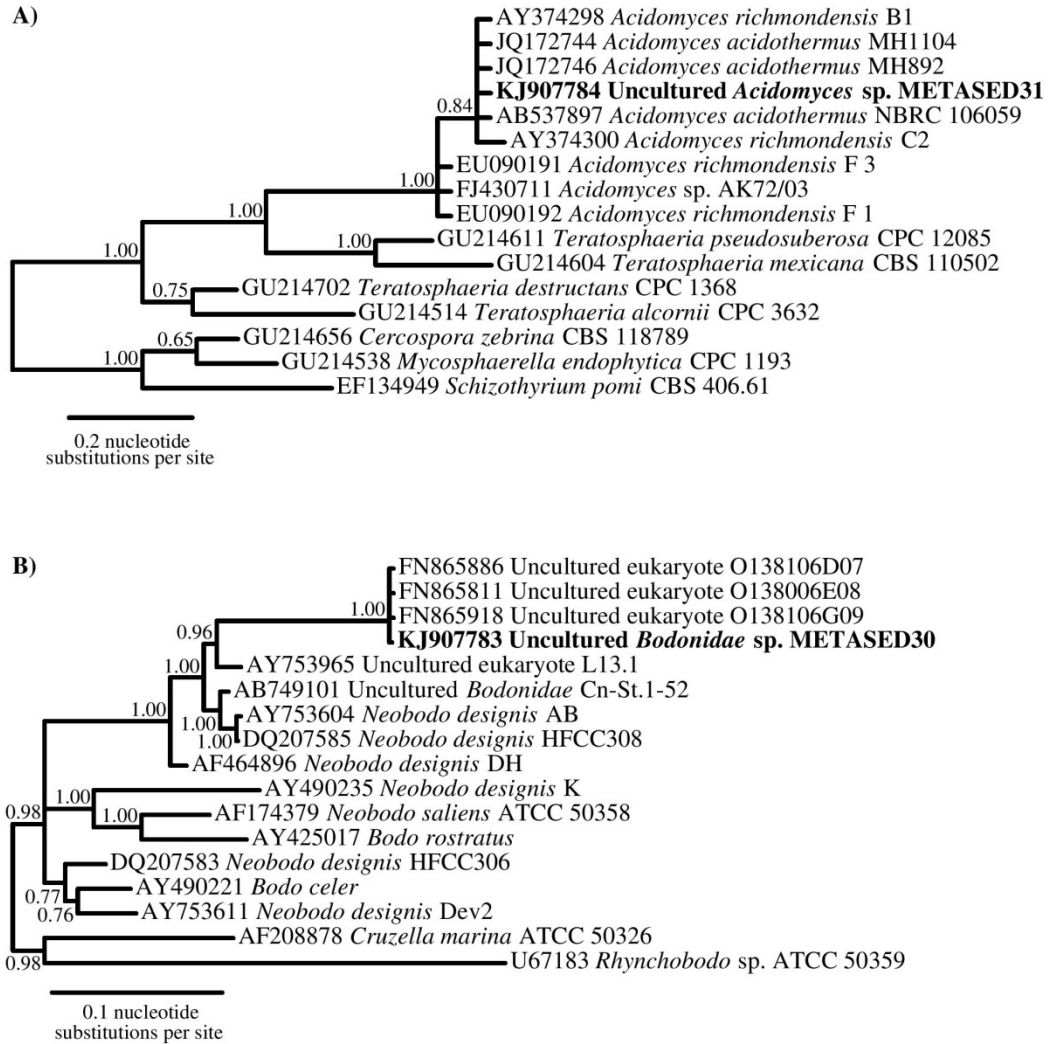 A)
AY374298 Acidomyces richmondensis B1
JQ172744 Acidomyces acidothermus MH1104
JQ172746 Acidomyces acidothermus MH892
KJ907784 Uncultured Acidomyces sp. METASED31
0.84
AB537897 Acidomyces acidothermus NBRC 106059
AY374300 Acidomyces richmondensis C2
EU090191 Acidomyces richmondensis F 3
1.00
FJ430711 Acidomyces sp. AK72/03
1.00
EU090192 Acidomyces richmondensis F 1
1.00
GU214611 Teratosphaeria pseudosuberosa CPC 12085
1.00
GU214604 Teratosphaeria mexicana CBS 110502
0.75
GU214702 Teratosphaeria destructans CPC 1368
GU214514 Teratosphaeria alcornii CPC 3632
0.65
GU214656 Cercospora zebrina CBS 118789
1.00
GU214538 Mycosphaerella endophytica CPC 1193
EF134949 Schizothyrium pomi CBS 406.61
0.2 nucleotide
substitutions per site
B)
FN865886 Uncultured eukaryote O138106D07
FN865811 Uncultured eukaryote O138006E08
1.00
FN865918 Uncultured eukaryote O138106G09
0.96
KJ907783 Uncultured Bodonidae sp. METASED30
1.00
AY753965 Uncultured eukaryote L13.1
AB749101 Uncultured Bodonidae Cn-St.1-52
1.00
AY753604 Neobodo designis AB
1.00
1.00
DQ207585 Neobodo designis HFCC308
AF464896 Neobodo designis DH
1.00
AY490235 Neobodo designis K
0.98
1.00
AF174379 Neobodo saliens ATCC 50358
AY425017 Bodo rostratus
DQ207583 Neobodo designis HFCC306
0.77
AY490221 Bodo celer
0.76
AY753611 Neobodo designis Dev2
AF208878 Cruzella marina ATCC 50326
0.98
U67183 Rhynchobodo sp. ATCC 50359
0.1 nucleotide
substitutions per site